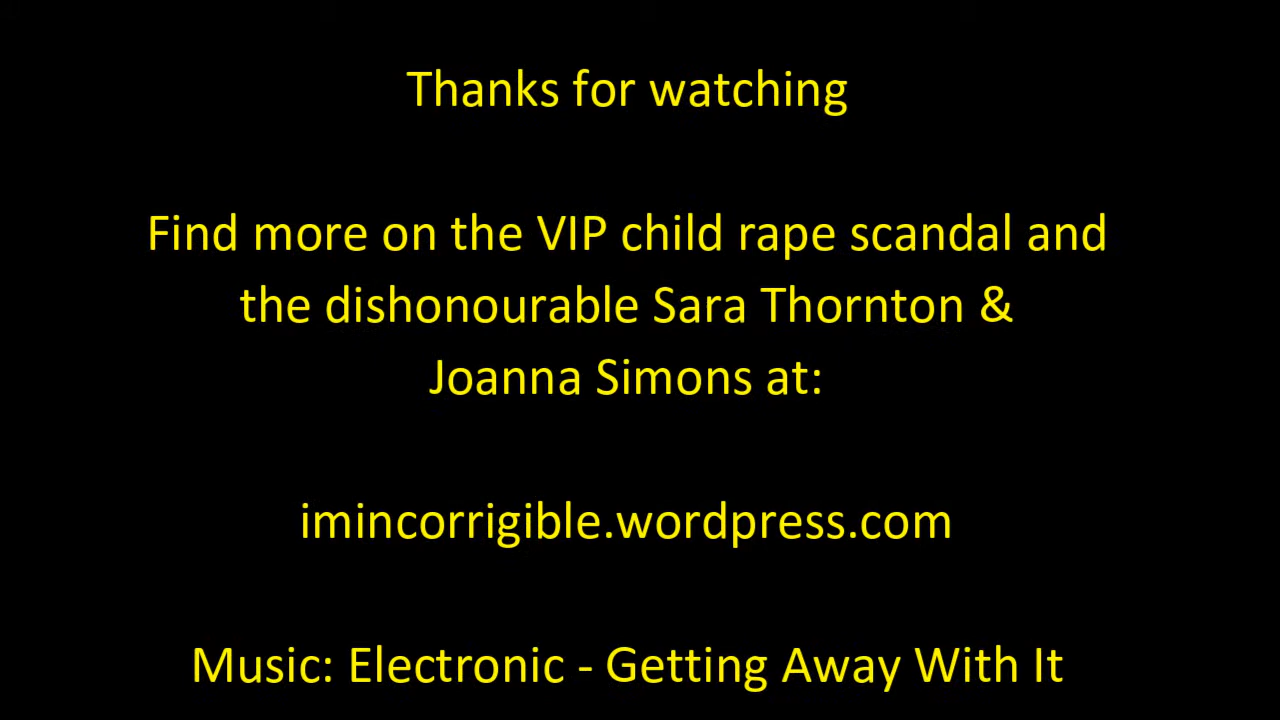 Thanks for watching
Find more on the VIP child rape scandal and
the dishonourable Sara Thornton &
Joanna Simons at:
imincorrigible.wordpress.com
Music: Electronic - Getting Away With It